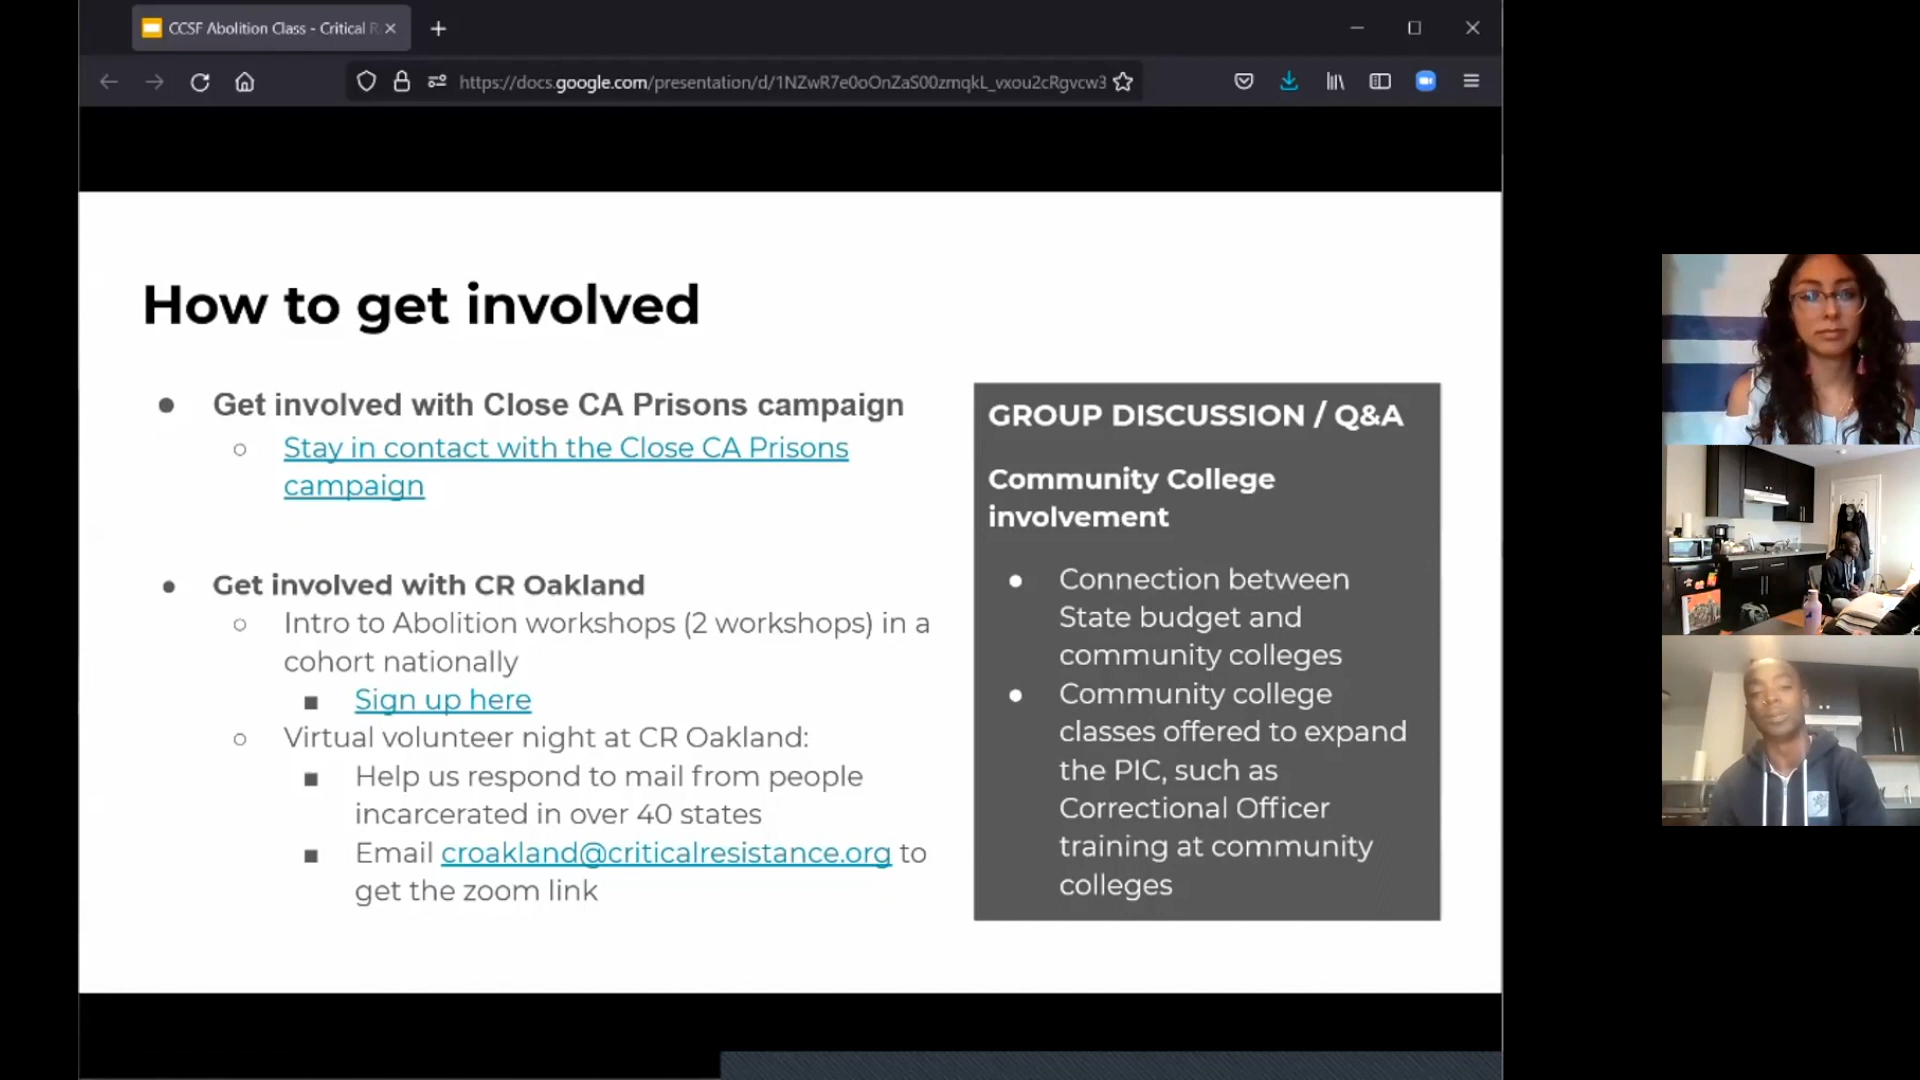 CCSF Abolition Class - Critical R
https://docs.google.com/presentation/d/1NZwR7e0oOnZaS00zmqkL_vxou2cRgvcw3
How to get involved
● Get involved with Close CA Prisons campaign
○ Stay in contact with the Close CA Prisons
campaign
● Get involved with CR Oakland
○ Intro to Abolition workshops (2 workshops) in a
cohort nationally
■ Sign up here
○ Virtual volunteer night at CR Oakland:
■ Help us respond to mail from people
incarcerated in over 40 states
■ Email croakland@criticalresistance.org to
get the zoom link
GROUP DISCUSSION / Q&A
Community College
involvement
● Connection between
State budget and
community colleges
● Community college
classes offered to expand
the PIC, such as
Correctional Officer
training at community
colleges